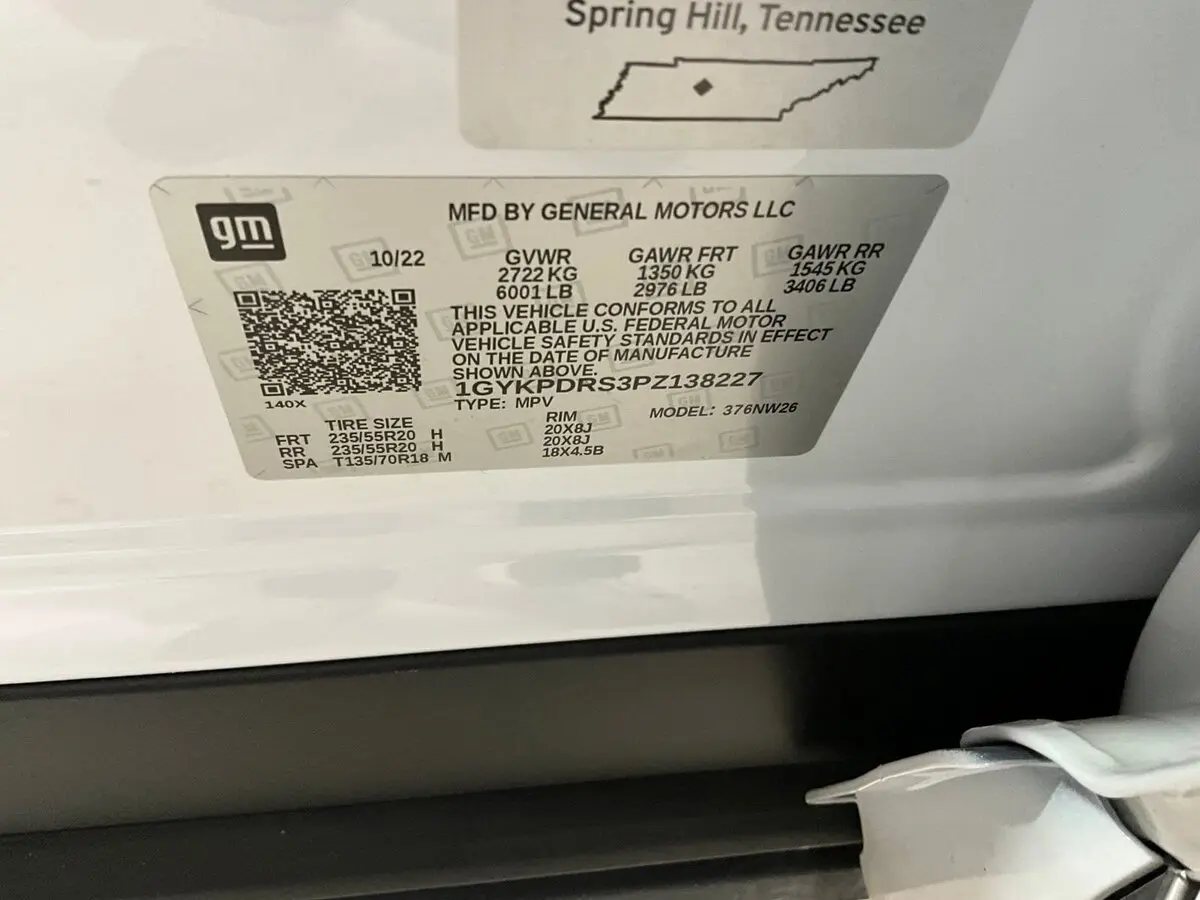 Spring Hill, Tennessee
gm
MFD BY GENERAL MOTORS LLC
10/22 GVWR GAWR FRT GAWR RR
2722 KG 1350 KG 1545 KG
6001 LB 2976 LB 3406 LB
THIS VEHICLE CONFORMS TO ALL
APPLICABLE U.S. FEDERAL MOTOR
VEHICLE SAFETY STANDARDS IN EFFECT
ON THE DATE OF MANUFACTURE
SHOWN ABOVE.
1GYKPDRS3PZ138227
140X
TYPE: MPV MODEL: 376NW26
TIRE SIZE RIM
FRT 235/55R20 H 20X8J
RR 235/55R20 H 20X8J
SPA T135/70R18 M 18X4.5B